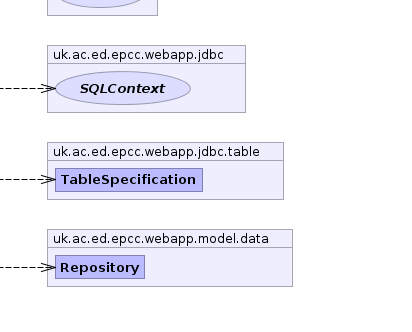 uk.ac.ed.epcc.webapp.jdbc
SQLContext
uk.ac.ed.epcc.webapp.jdbc.table
TableSpecification
uk.ac.ed.epcc.webapp.model.data
Repository